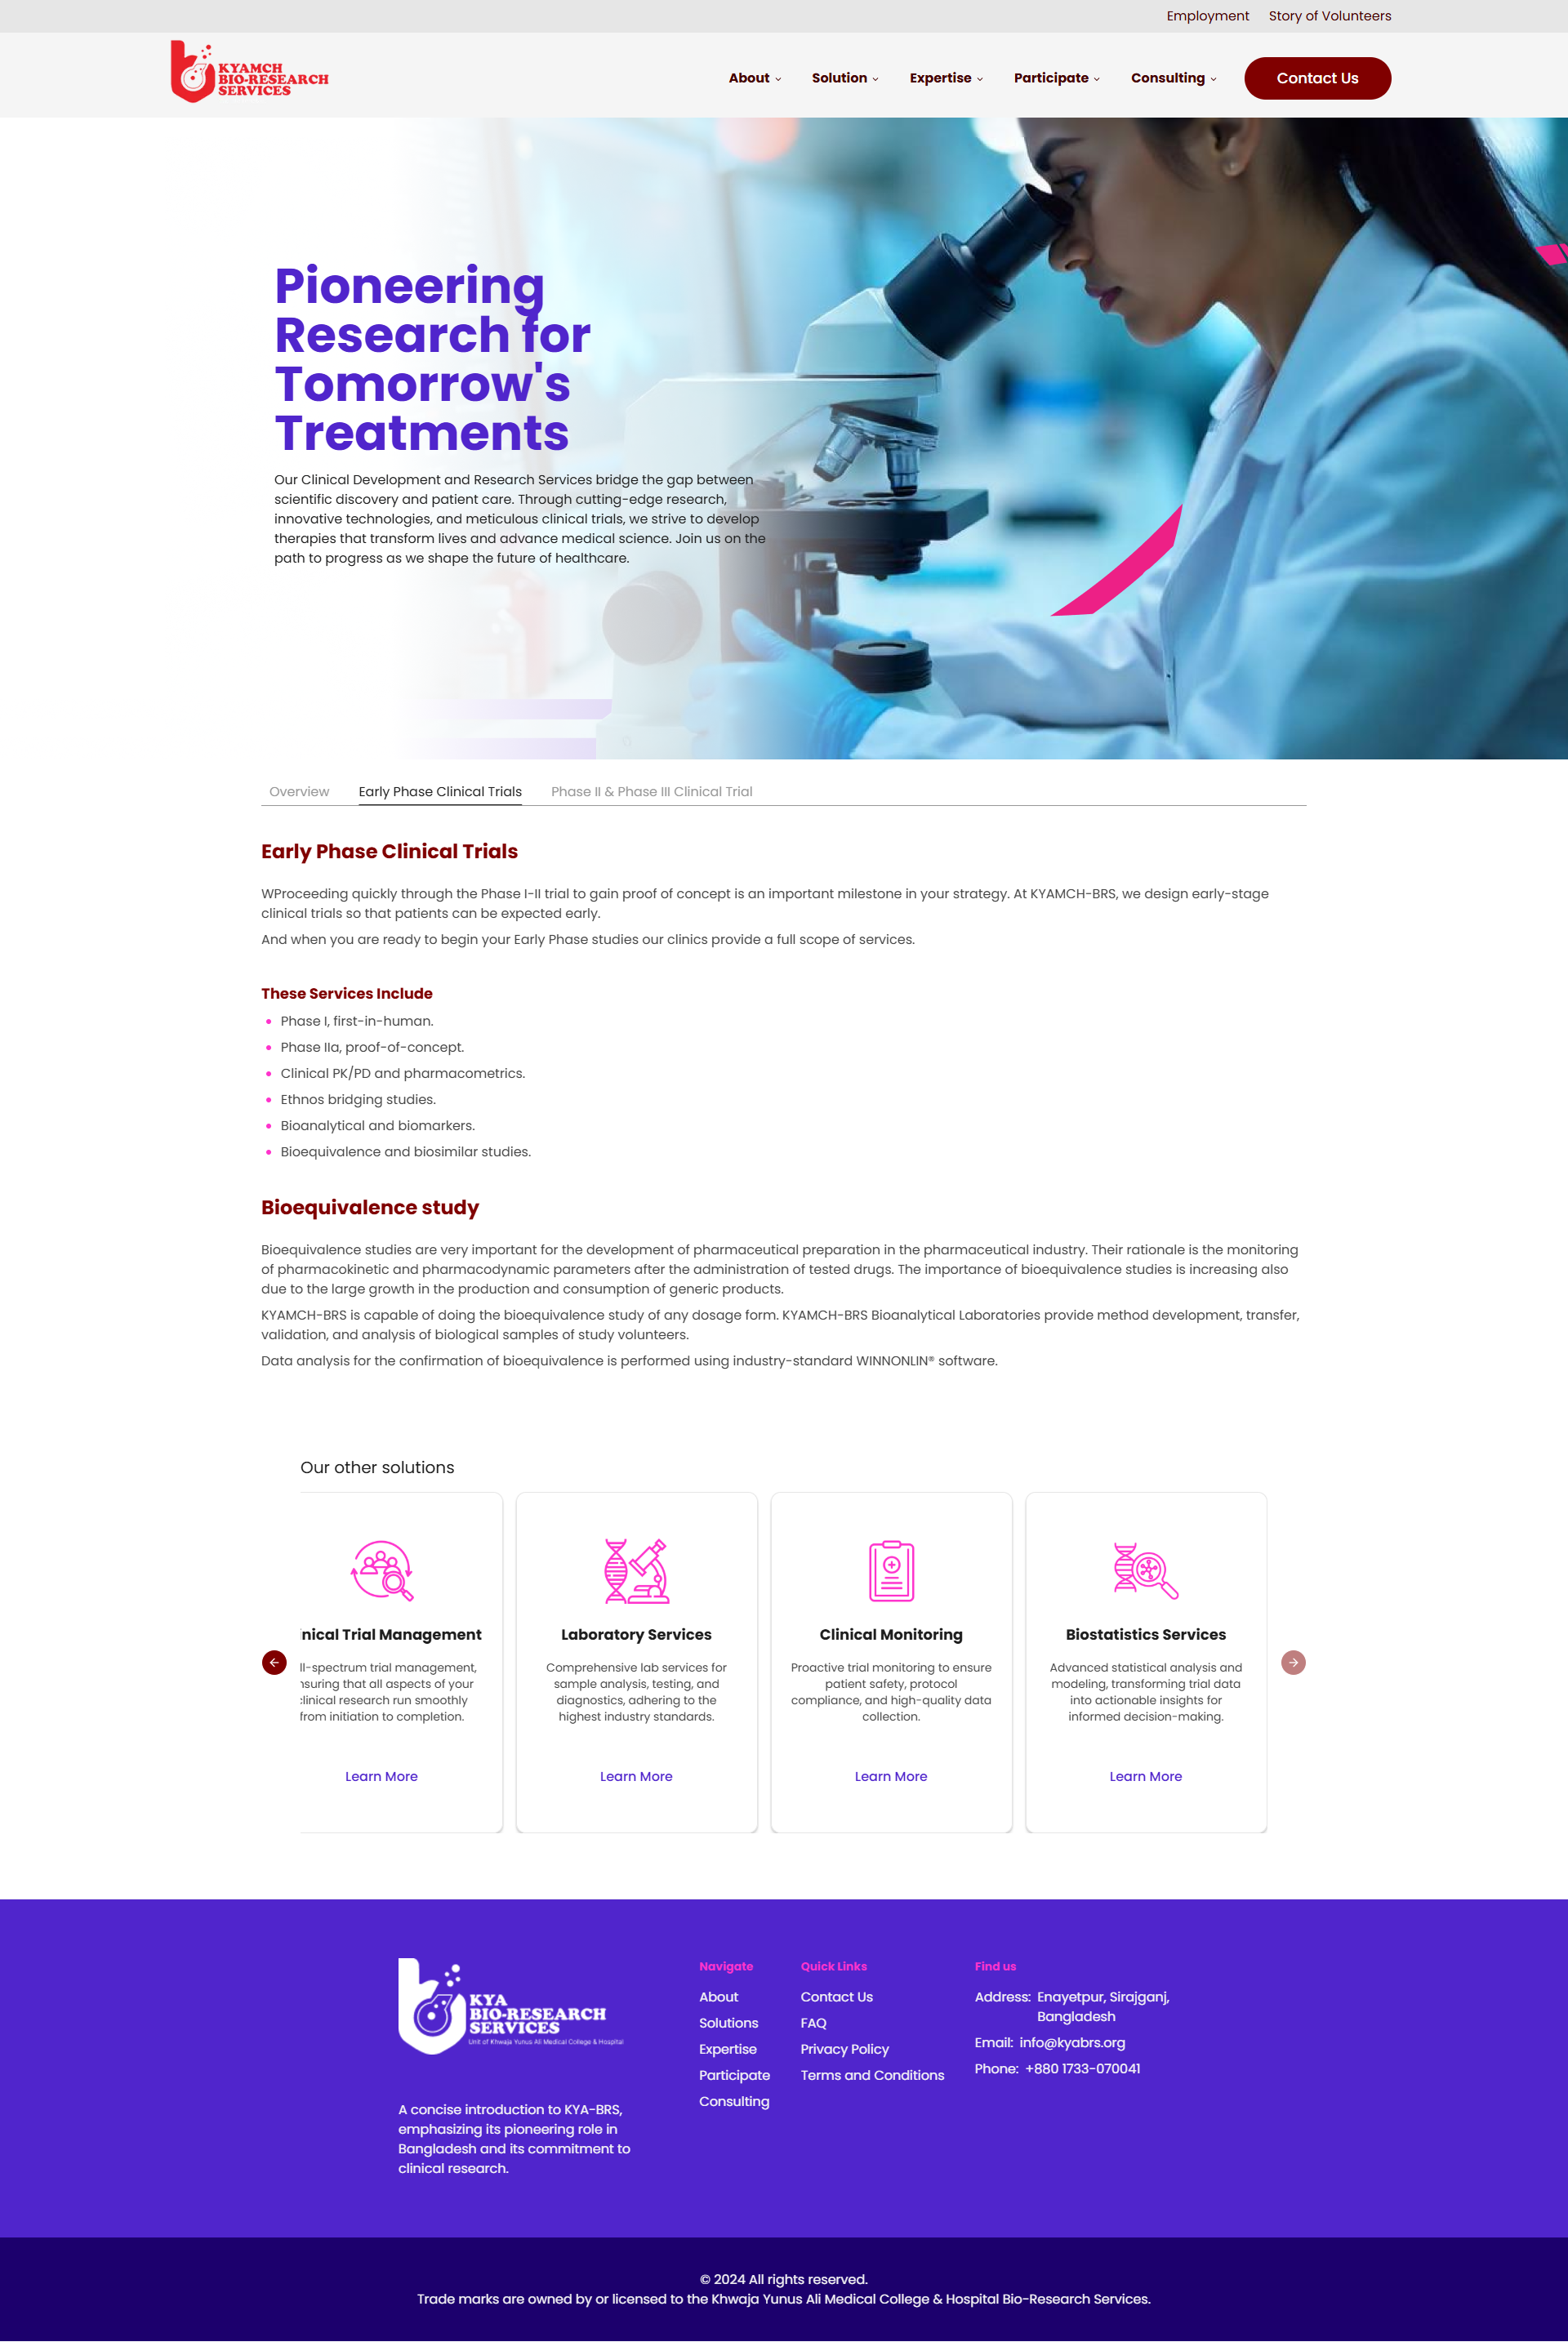 Employment Story of Volunteers
KYAMCH
BIO-RESEARCH
SERVICES
About Solution Expertise Participate Consulting Contact Us
Pioneering
Research for
Tomorrow's
Treatments
Our Clinical Development and Research Services bridge the gap between
scientific discovery and patient care. Through cutting-edge research,
innovative technologies, and meticulous clinical trials, we strive to develop
therapies that transform lives and advance medical science. Join us on the
path to progress as we shape the future of healthcare.
Overview Early Phase Clinical Trials Phase II & Phase III Clinical Trial
Early Phase Clinical Trials
WProceeding quickly through the Phase I-II trial to gain proof of concept is an important milestone in your strategy. At KYAMCH-BRS, we design early-stage
clinical trials so that patients can be expected early.
And when you are ready to begin your Early Phase studies our clinics provide a full scope of services.
These Services Include
Phase I, first-in-human.
Phase IIa, proof-of-concept.
Clinical PK/PD and pharmacometrics.
Ethnos bridging studies.
Bioanalytical and biomarkers.
Bioequivalence and biosimilar studies.
Bioequivalence study
Bioequivalence studies are very important for the development of pharmaceutical preparation in the pharmaceutical industry. Their rationale is the monitoring
of pharmacokinetic and pharmacodynamic parameters after the administration of tested drugs. The importance of bioequivalence studies is increasing also
due to the large growth in the production and consumption of generic products.
KYAMCH-BRS is capable of doing the bioequivalence study of any dosage form. KYAMCH-BRS Bioanalytical Laboratories provide method development, transfer,
validation, and analysis of biological samples of study volunteers.
Data analysis for the confirmation of bioequivalence is performed using industry-standard WINNONLIN® software.
Our other solutions
nical Trial Management
ll-spectrum trial management,
suring that all aspects of your
clinical research run smoothly
from initiation to completion.
Learn More
Laboratory Services
Comprehensive lab services for
sample analysis, testing, and
diagnostics, adhering to the
highest industry standards.
Learn More
Clinical Monitoring
Proactive trial monitoring to ensure
patient safety, protocol
compliance, and high-quality data
collection.
Learn More
Biostatistics Services
Advanced statistical analysis and
modeling, transforming trial data
into actionable insights for
informed decision-making.
Learn More
KYA
BIO-RESEARCH
SERVICES
Unit of Khwaja Yunus Ali Medical College & Hospital
A concise introduction to KYA-BRS,
emphasizing its pioneering role in
Bangladesh and its commitment to
clinical research.
Navigate
About
Solutions
Expertise
Participate
Consulting
Quick Links
Contact Us
FAQ
Privacy Policy
Terms and Conditions
Find us
Address: Enayetpur, Sirajganj,
Bangladesh
Email: info@kyabrs.org
Phone: +880 1733-070041
© 2024 All rights reserved.
Trade marks are owned by or licensed to the Khwaja Yunus Ali Medical College & Hospital Bio-Research Services.